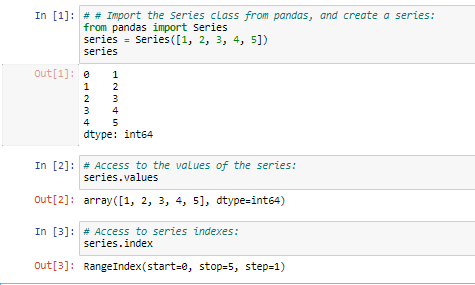 In [1]: # # Import the Series class from pandas, and create a series:
from pandas import Series
series = Series([1, 2, 3, 4, 5])
series
Out[1]: 0 1
1 2
2 3
3 4
4 5
dtype: int64
In [2]: # Access to the values of the series:
series.values
Out[2]: array([1, 2, 3, 4, 5], dtype=int64)
In [3]: # Access to series indexes:
series.index
Out[3]: RangeIndex(start=0, stop=5, step=1)